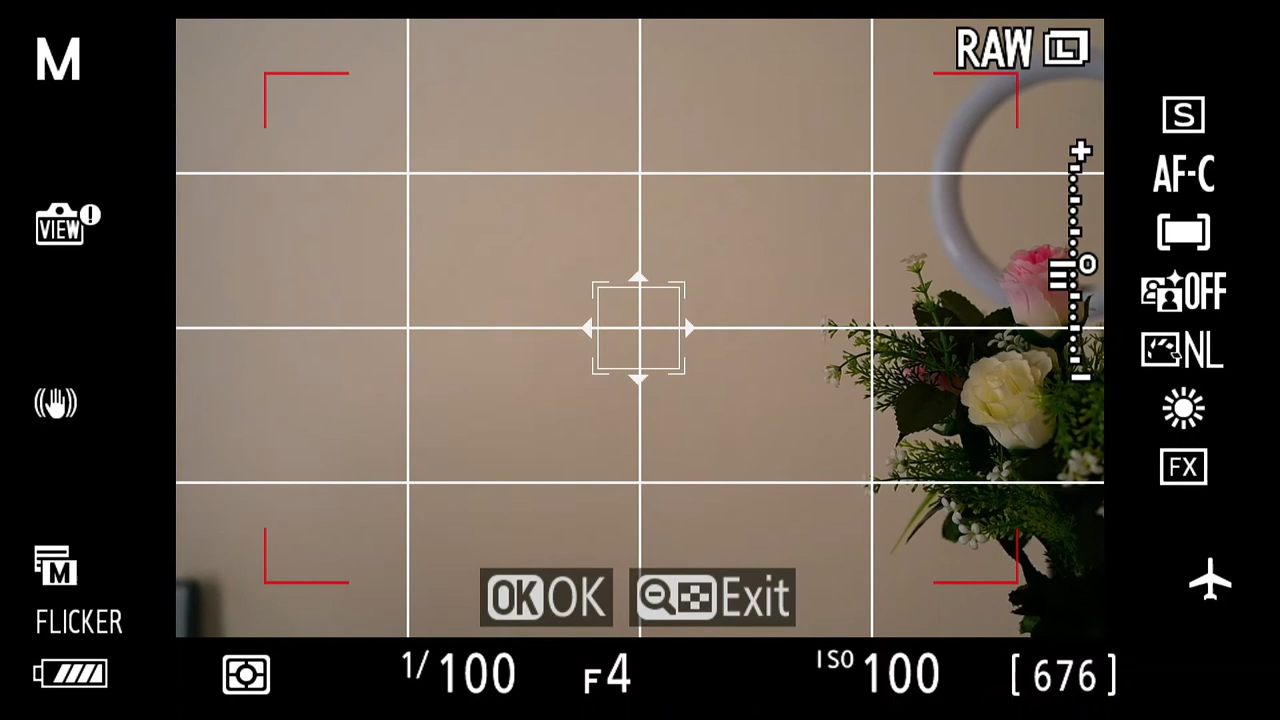 M
RAW L
S
AF-C
VIEW !
OFF
NL
FX
M
FLICKER
OK OK
Exit
1/100 F4 ISO 100 [676]